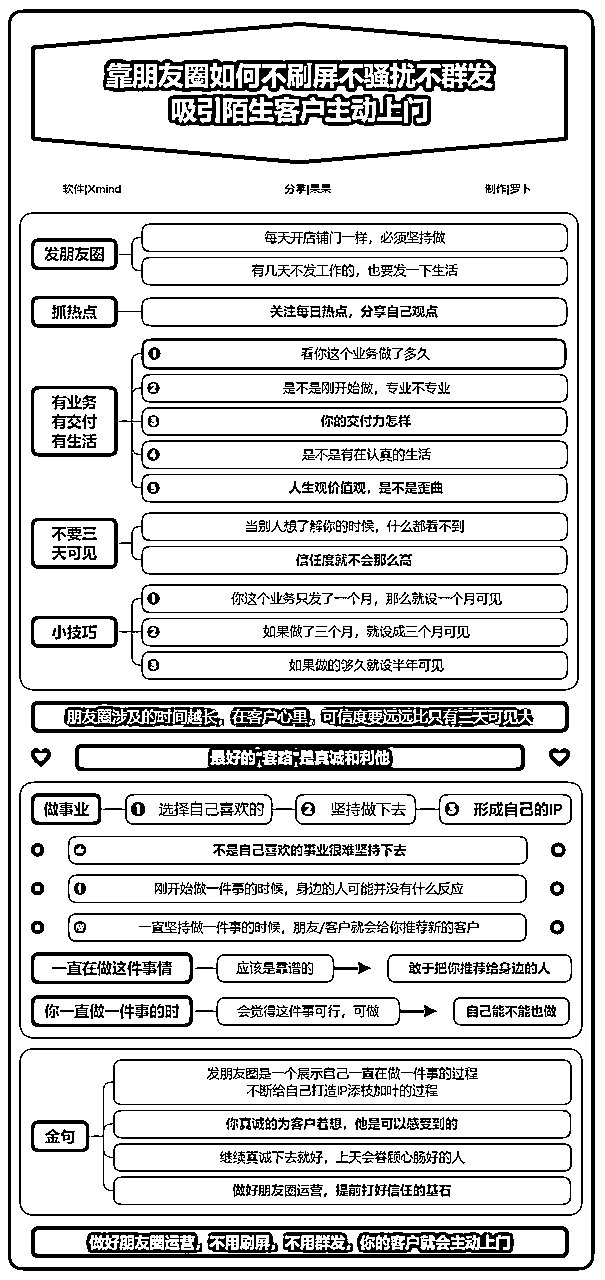 靠朋友圈如何不刷屏不骚扰不群发
吸引陌生客户主动上门
软件|Xmind
分享|果果
制作|罗卜
发朋友圈
每天开店铺门一样，必须坚持做
有几天不发工作的，也要发一下生活
抓热点
关注每日热点，分享自己观点
有业务
有交付
有生活
1 看你这个业务做了多久
2 是不是刚开始做，专业不专业
3 你的交付力怎样
4 是不是有在认真的生活
5 人生观价值观，是不是歪曲
不要三
天可见
当别人想了解你的时候，什么都看不到
信任度就不会那么高
小技巧
1 你这个业务只发了一个月，那么就设一个月可见
2 如果做了三个月，就设成三个月可见
3 如果做的够久就设半年可见
朋友圈涉及的时间越长，在客户心里，可信度要远远比只有三天可见大
最好的“套路”是真诚和利他
做事业
1 选择自己喜欢的
2 坚持做下去
3 形成自己的IP
不是自己喜欢的事业很难坚持下去
刚开始做一件事的时候，身边的人可能并没有什么反应
一直坚持做一件事的时候，朋友/客户就会给你推荐新的客户
一直在做这件事情
应该是靠谱的
敢于把你推荐给身边的人
你一直做一件事的时
会觉得这件事可行，可做
自己能不能也做
金句
发朋友圈是一个展示自己一直在做一件事的过程
不断给自己打造IP添枝加叶的过程
你真诚的为客户着想，他是可以感受到的
继续真诚下去就好，上天会眷顾心肠好的人
做好朋友圈运营，提前打好信任的基石
做好朋友圈运营，不用刷屏，不用群发，你的客户就会主动上门